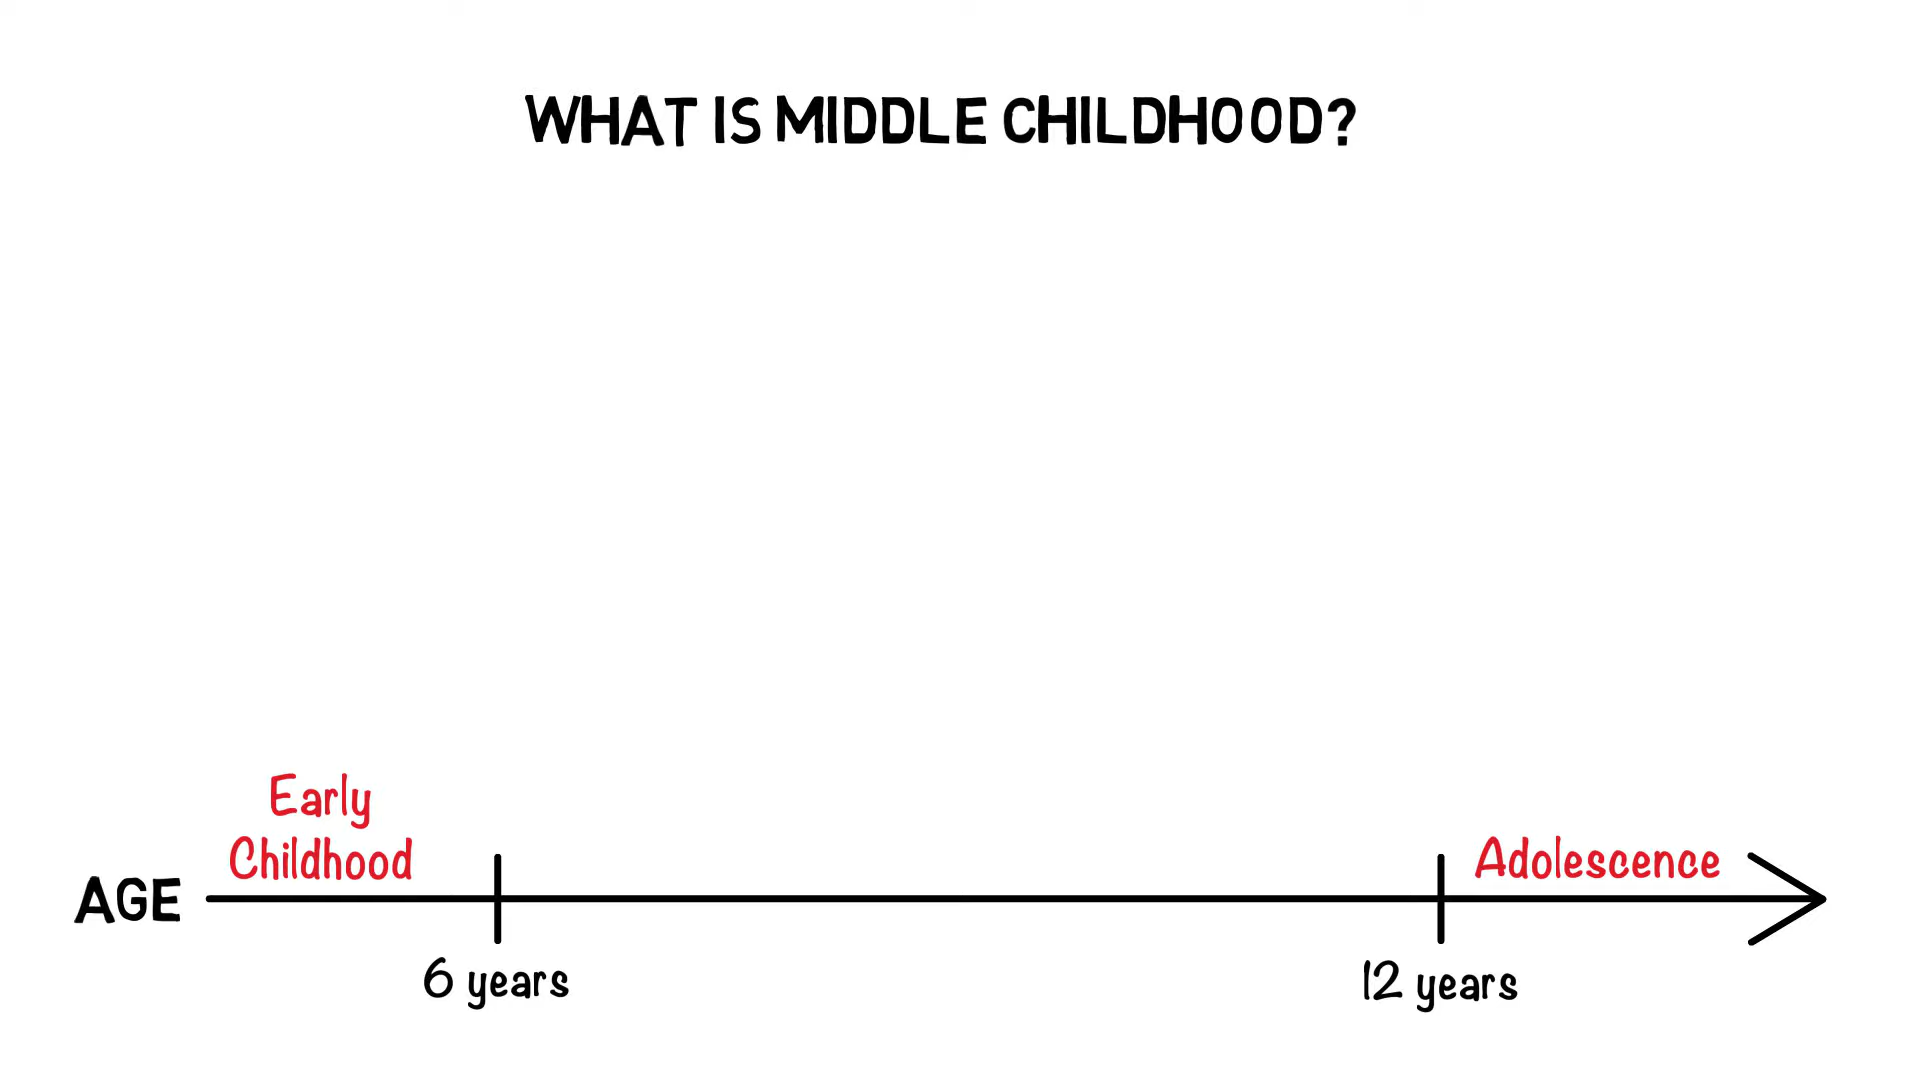 WHAT IS MIDDLE CHILDHOOD?
Early
Childhood
Adolescence
AGE
6 years
12 years